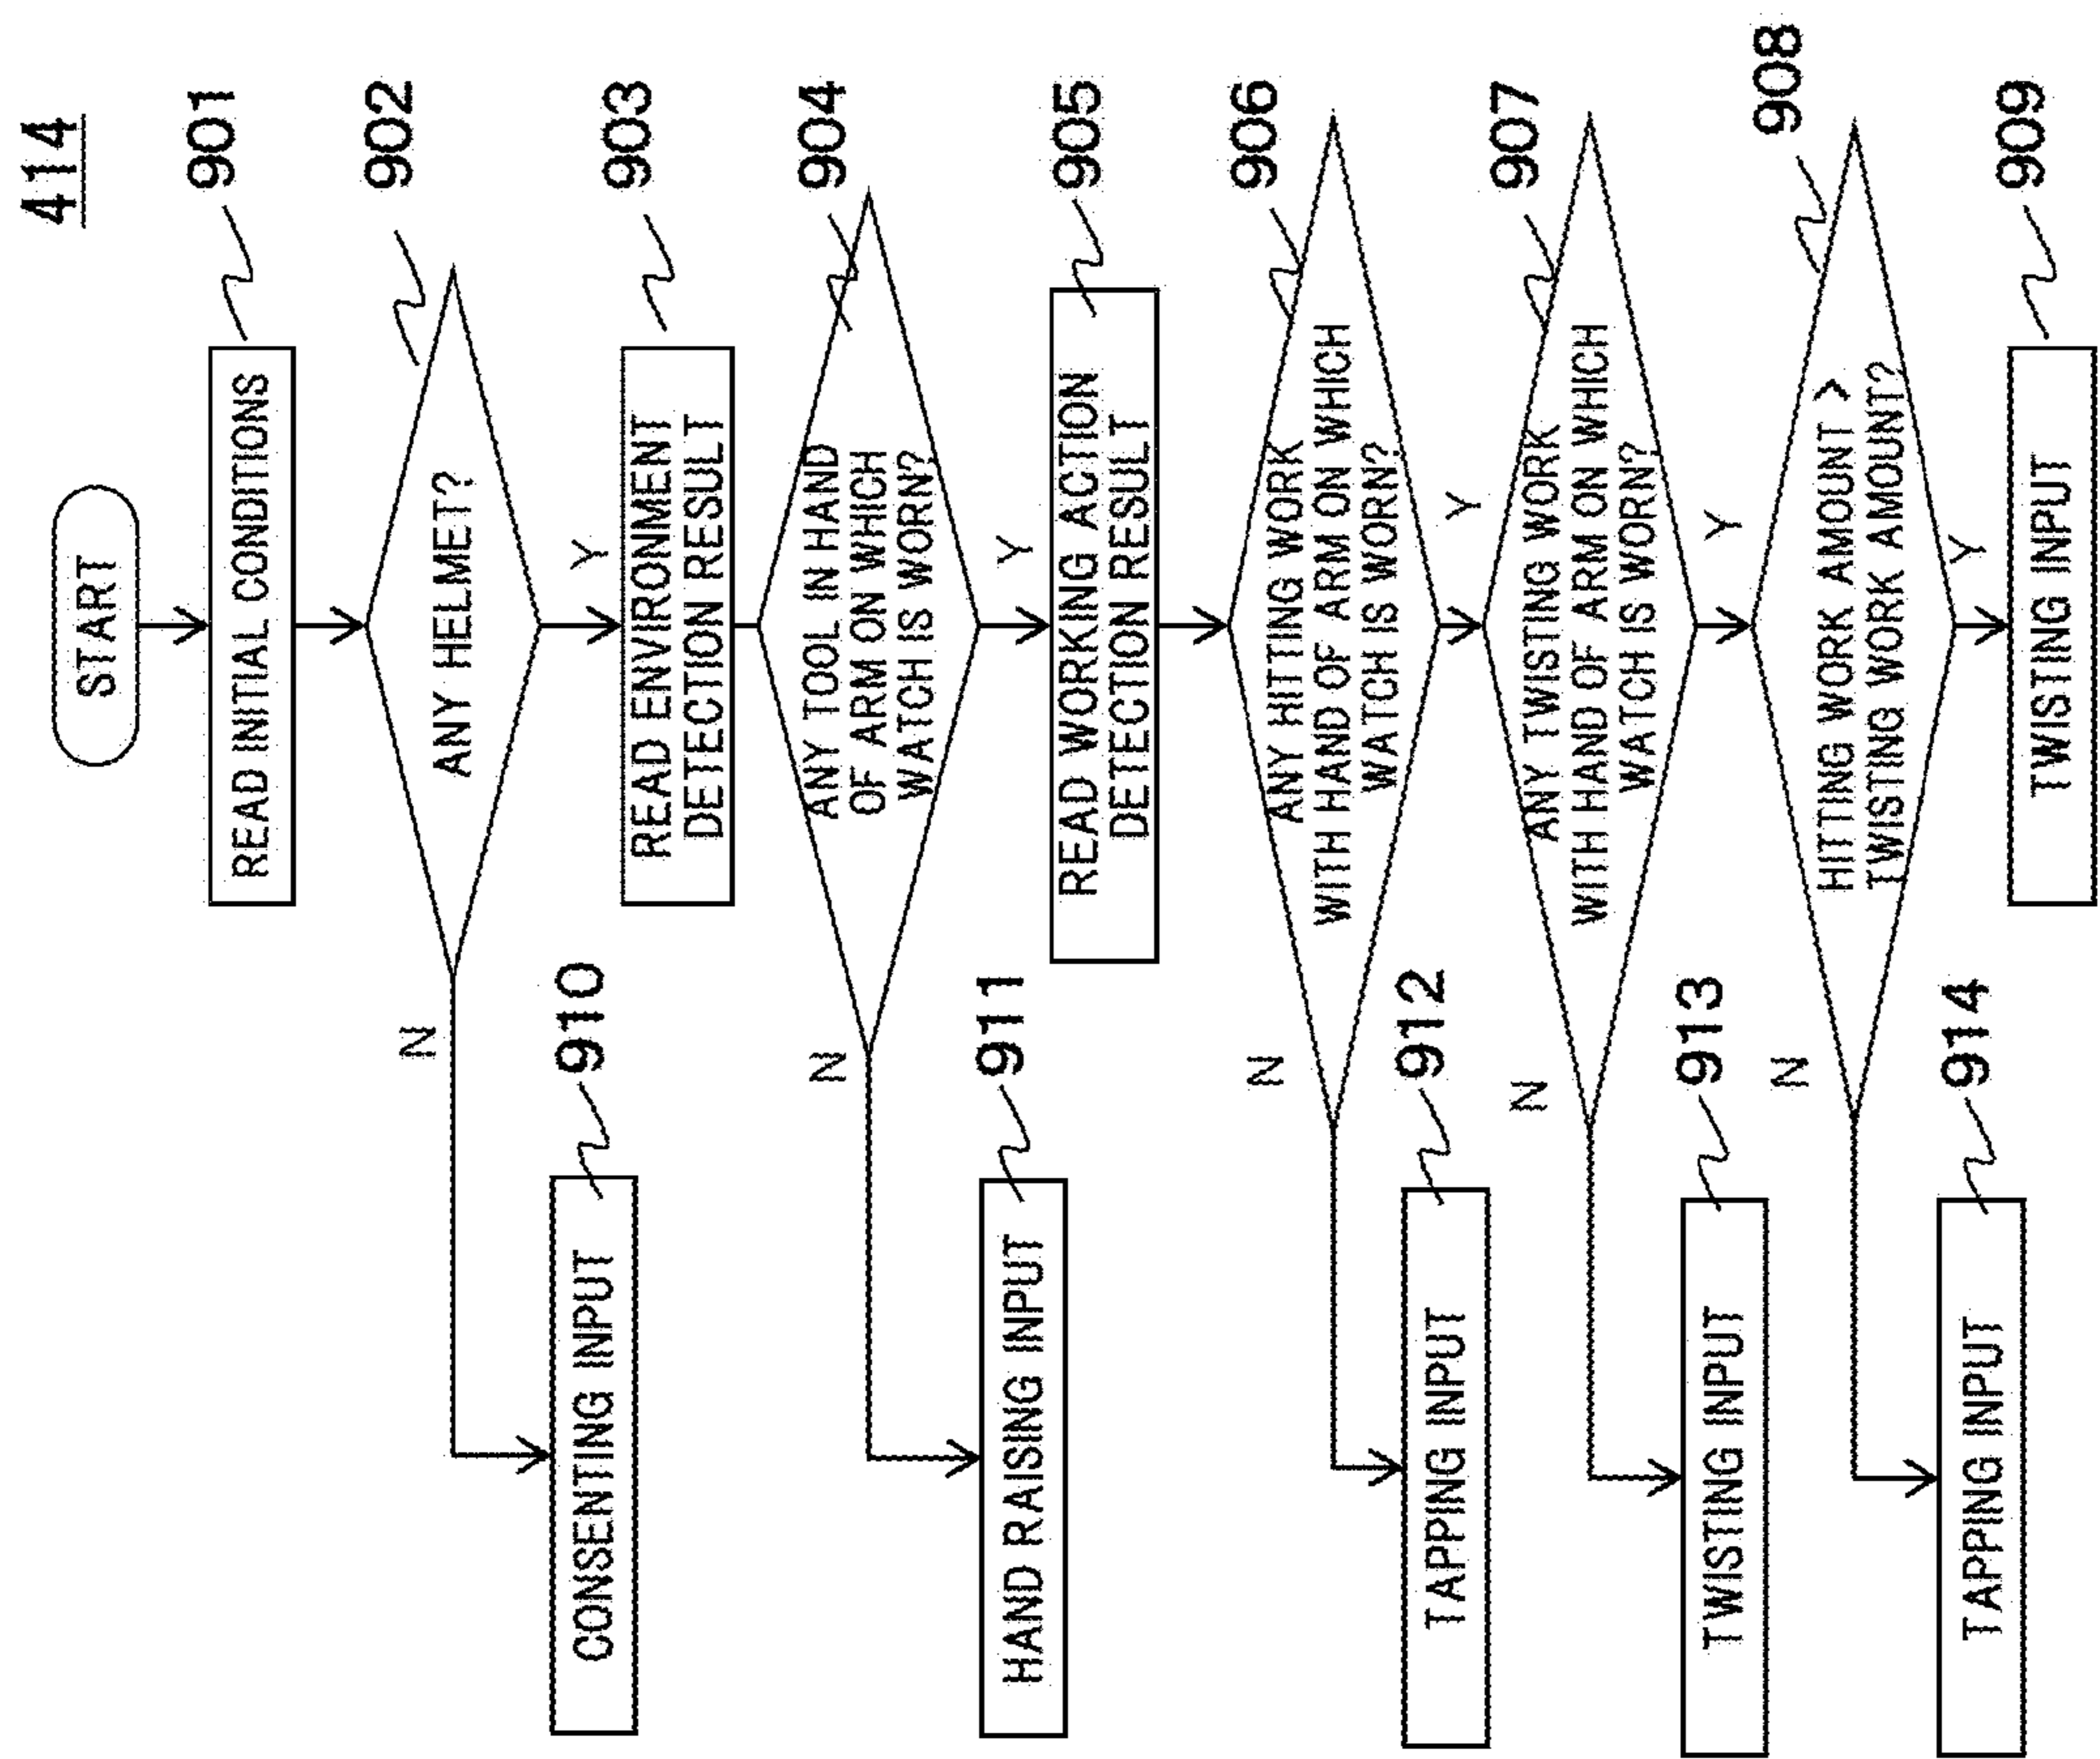 414
START
901
READ INITIAL CONDITIONS
902
ANY HELMET?
N
Y
910
CONSENTING INPUT
903
READ ENVIRONMENT
DETECTION RESULT
904
ANY TOOL IN HAND
OF ARM ON WHICH
WATCH IS WORN?
N
Y
911
HAND RAISING INPUT
905
READ WORKING ACTION
DETECTION RESULT
906
ANY HITTING WORK
WITH HAND OF ARM ON WHICH
WATCH IS WORN?
N
Y
912
TAPPING INPUT
907
ANY TWISTING WORK
WITH HAND OF ARM ON WHICH
WATCH IS WORN?
N
Y
913
TWISTING INPUT
908
HITTING WORK AMOUNT >
TWISTING WORK AMOUNT?
N
Y
914
TAPPING INPUT
909
TWISTING INPUT